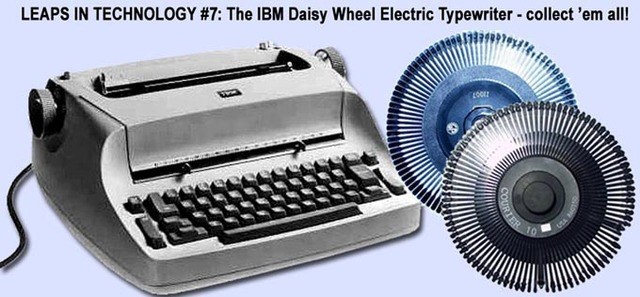 LEAPS IN TECHNOLOGY #7: The IBM Daisy Wheel Electric Typewriter - collect 'em all!
IBM
COURIER 10